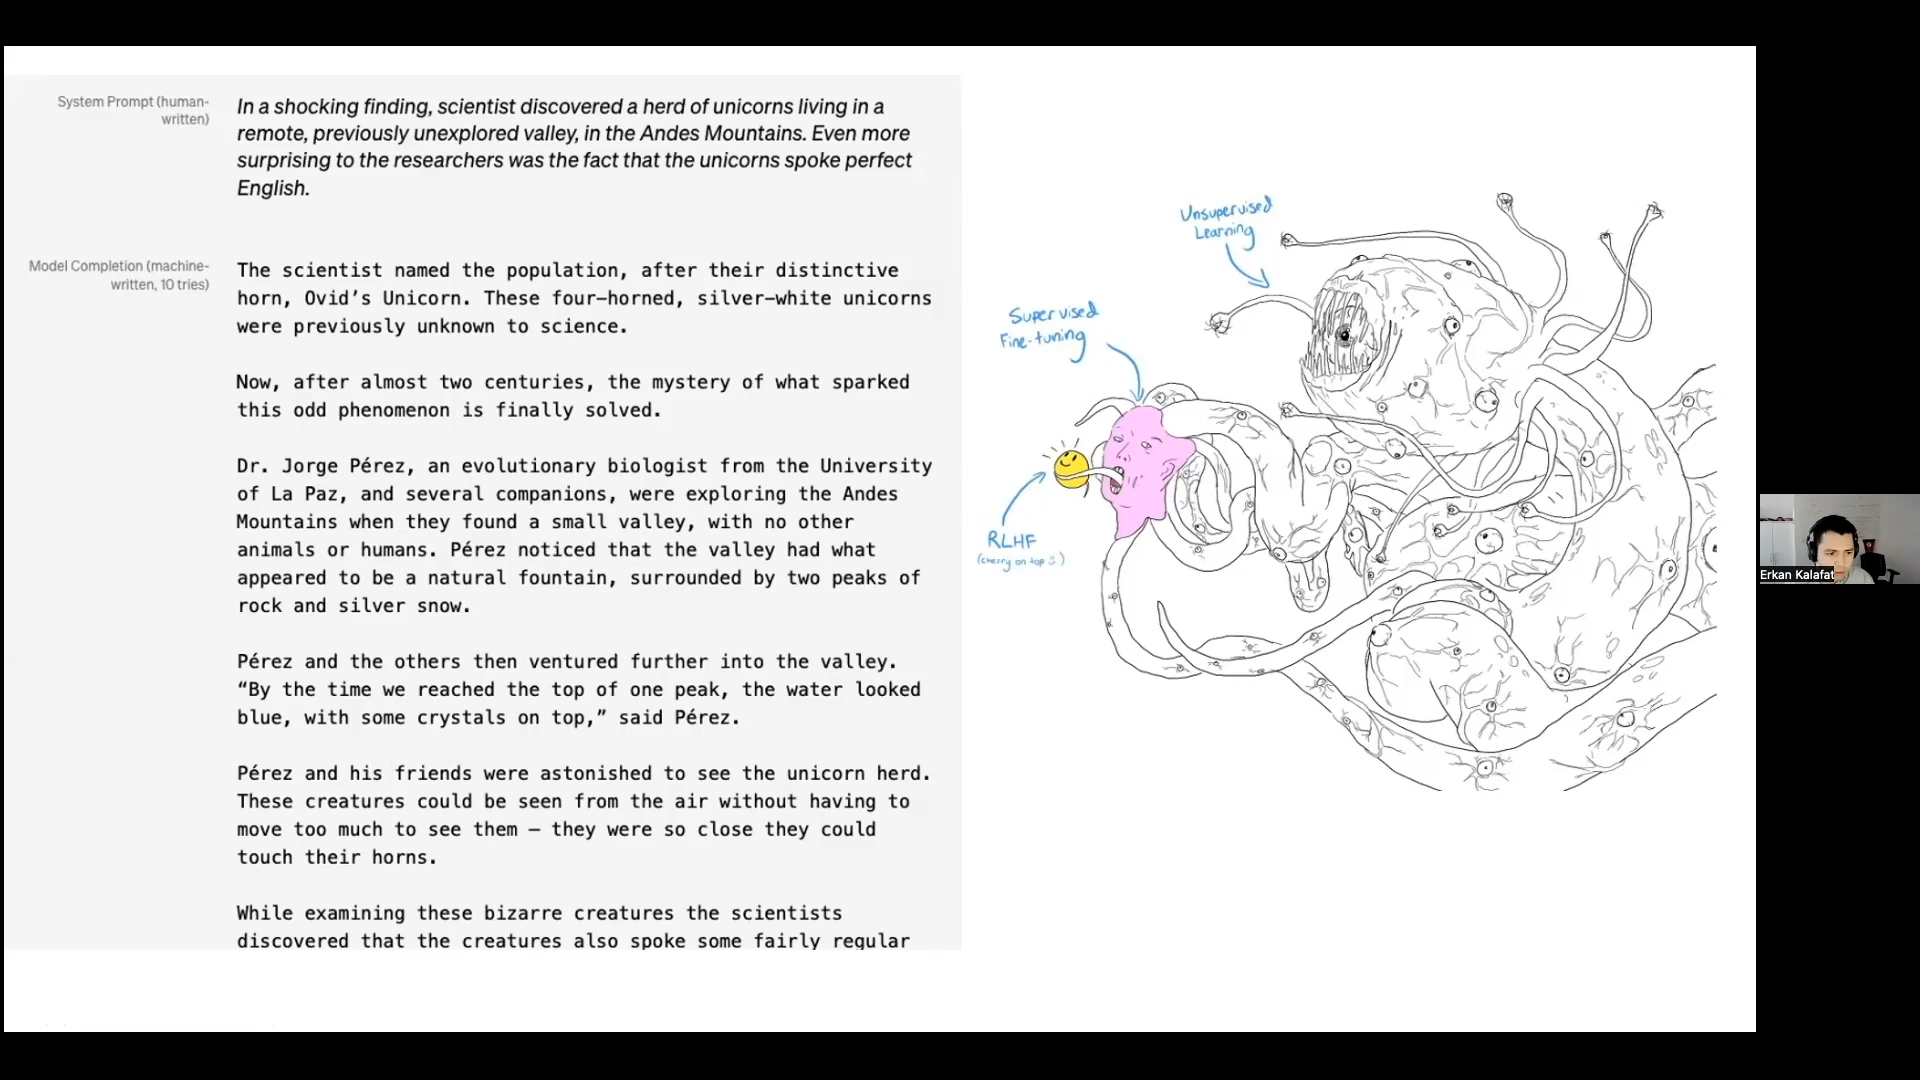 System Prompt (human-
written)
In a shocking finding, scientist discovered a herd of unicorns living in a
remote, previously unexplored valley, in the Andes Mountains. Even more
surprising to the researchers was the fact that the unicorns spoke perfect
English.
Model Completion (machine-
written, 10 tries)
The scientist named the population, after their distinctive
horn, Ovid’s Unicorn. These four-horned, silver-white unicorns
were previously unknown to science.
Now, after almost two centuries, the mystery of what sparked
this odd phenomenon is finally solved.
Dr. Jorge Pérez, an evolutionary biologist from the University
of La Paz, and several companions, were exploring the Andes
Mountains when they found a small valley, with no other
animals or humans. Pérez noticed that the valley had what
appeared to be a natural fountain, surrounded by two peaks of
rock and silver snow.
Pérez and the others then ventured further into the valley.
“By the time we reached the top of one peak, the water looked
blue, with some crystals on top,” said Pérez.
Pérez and his friends were astonished to see the unicorn herd.
These creatures could be seen from the air without having to
move too much to see them – they were so close they could
touch their horns.
While examining these bizarre creatures the scientists
discovered that the creatures also spoke some fairly regular
Unsupervised
Learning
Supervised
Fine-tuning
RLHF
(cherry on top :))
Erkan Kalafat